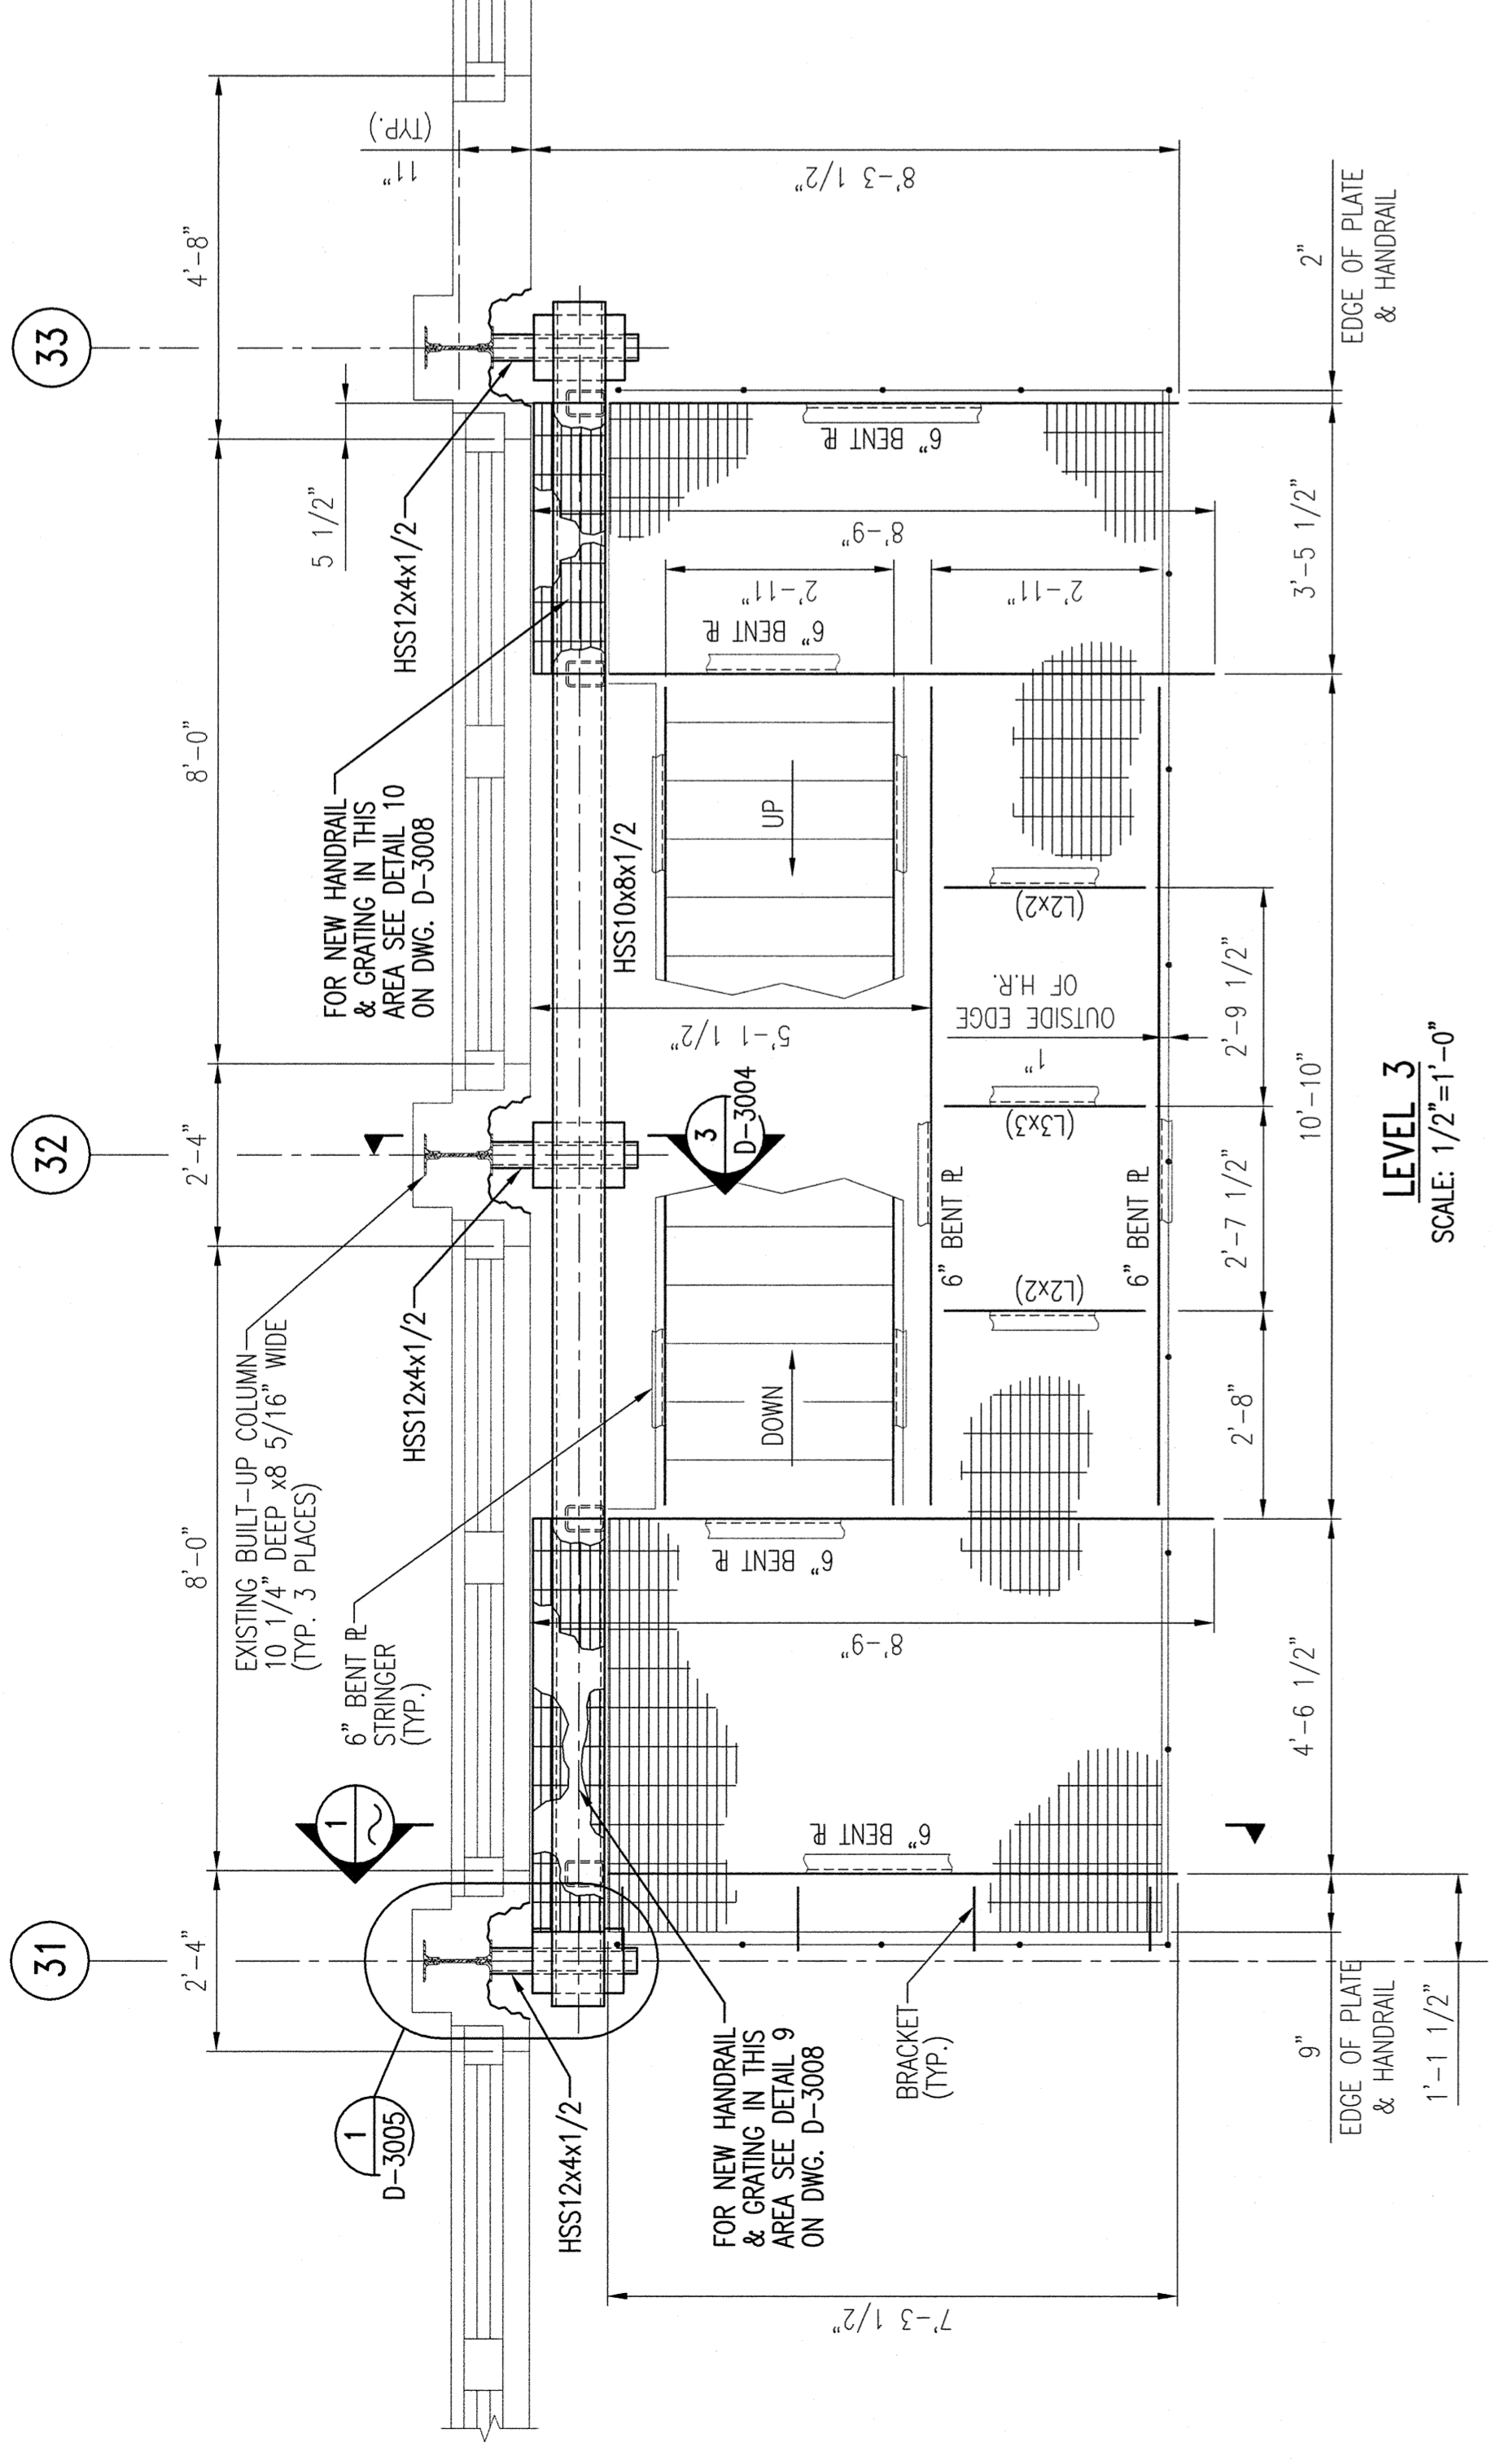 31
32
33
2'-4"
8'-0"
2'-4"
8'-0"
4'-8"
11"
(TYP.)
5 1/2"
1
D-3005
1
EXISTING BUILT-UP COLUMN
10 1/4" DEEP x8 5/16" WIDE
(TYP. 3 PLACES)
6" BENT PL
STRINGER
(TYP.)
FOR NEW HANDRAIL
& GRATING IN THIS
AREA SEE DETAIL 10
ON DWG. D-3008
HSS12x4x1/2
HSS12x4x1/2
HSS12x4x1/2
HSS10x8x1/2
FOR NEW HANDRAIL
& GRATING IN THIS
AREA SEE DETAIL 9
ON DWG. D-3008
3
D-3004
BRACKET
(TYP.)
DOWN
UP
6" BENT PL
6" BENT PL
6" BENT PL
6" BENT PL
6" BENT PL
6" BENT PL
7'-3 1/2"
8'-9"
5'-1 1/2"
8'-9"
2'-11"
2'-11"
8'-3 1/2"
(L2x2)
(L3x3)
(L2x2)
1"
OUTSIDE EDGE
OF H.R.
2'-8"
2'-7 1/2"
2'-9 1/2"
9"
EDGE OF PLATE
& HANDRAIL
1'-1 1/2"
4'-6 1/2"
10'-10"
3'-5 1/2"
2"
EDGE OF PLATE
& HANDRAIL
LEVEL 3
SCALE: 1/2"=1'-0"